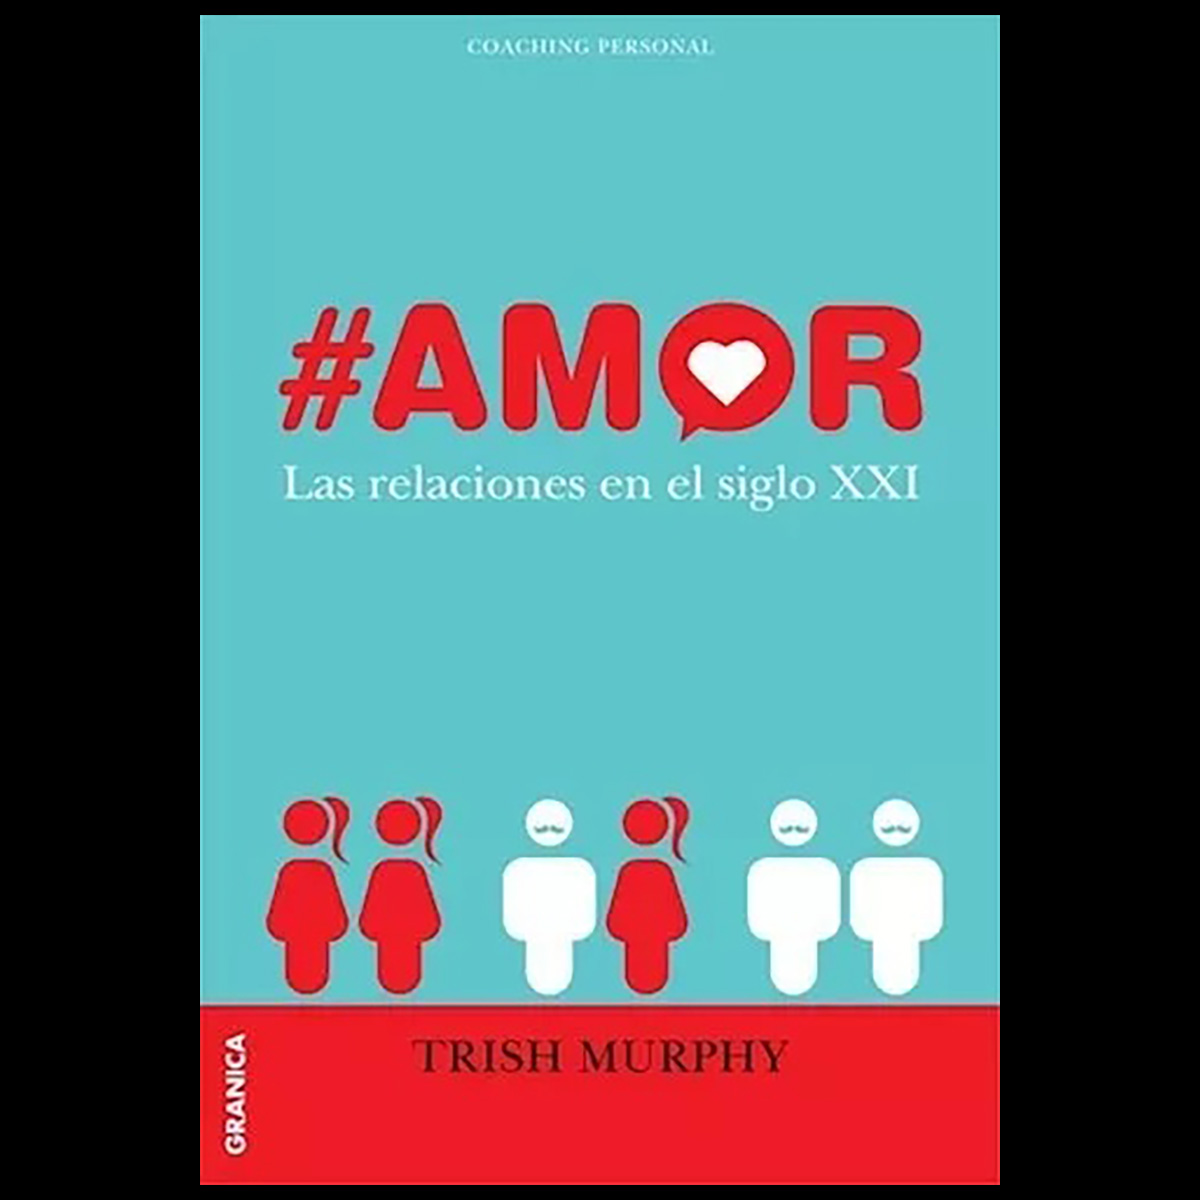 COACHING PERSONAL
#AMOR
Las relaciones en el siglo XXI
TRISH MURPHY
GRANICA